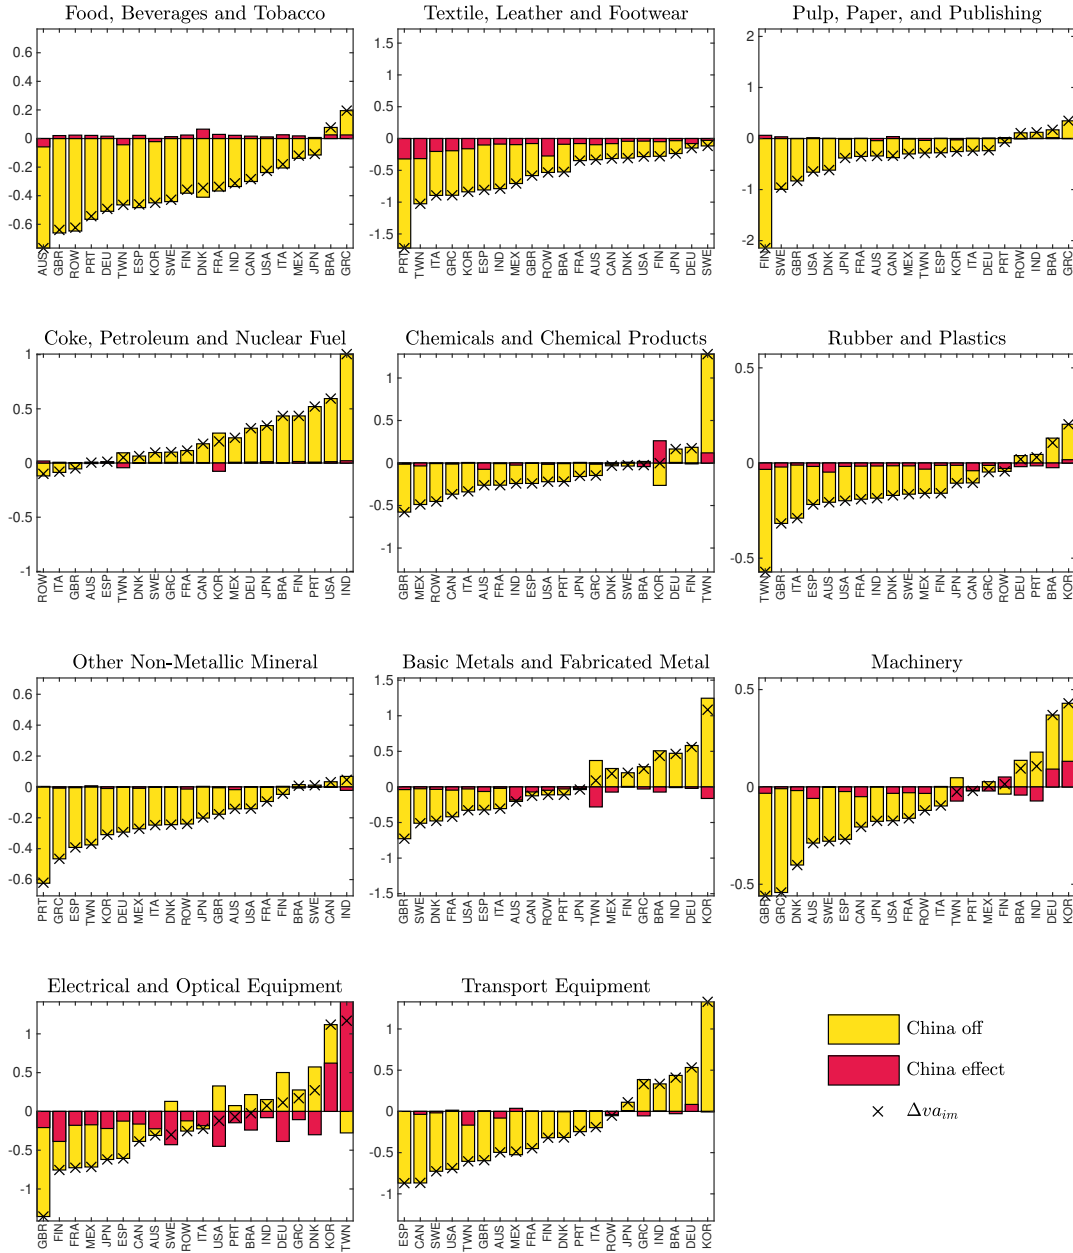 Food, Beverages and Tobacco
0.6
0.4
0.2
0
-0.2
-0.4
-0.6
AUS GBR ROW PRT DEU TWN ESP KOR SWE FIN DNK FRA IND CAN USA ITA MEX JPN BRA GRC
Textile, Leather and Footwear
1.5
1
0.5
0
-0.5
-1
-1.5
PRT TWN ITA GRC KOR ESP IND MEX GBR ROW BRA FRA AUS CAN DNK USA FIN JPN DEU SWE
Pulp, Paper, and Publishing
2
1
0
-1
-2
FIN SWE GBR USA DNK JPN FRA AUS CAN MEX TWN ESP KOR ITA DEU PRT ROW IND BRA GRC
Coke, Petroleum and Nuclear Fuel
1
0.5
0
-0.5
-1
ROW ITA GBR AUS ESP TWN DNK SWE GRC FRA CAN KOR MEX DEU JPN BRA FIN PRT USA IND
Chemicals and Chemical Products
1
0.5
0
-0.5
-1
GBR MEX ROW CAN ITA PRT AUS FRA IND GRE ESP USA SWE JPN GRC DNK SWE BRA KOR DEU FIN TWN
Rubber and Plastics
0.5
0
-0.5
TWN GBR ITA ESP AUS USA FRA IND DNK SWE MEX FIN JPN CAN GRC ROW DEU PRT BRA KOR
Other Non-Metallic Mineral
0.6
0.4
0.2
0
-0.2
-0.4
-0.6
PRT GRC ESP TWN KOR DEU MEX ITA DNK ROW JPN GBR AUS USA FRA FIN BRA SWE CAN IND
Basic Metals and Fabricated Metal
1.5
1
0.5
0
-0.5
-1
-1.5
GBR SWE DNK FRA USA ESP ITA AUS CAN ROW PRT JPN TWN MEX FIN GRC BRA IND DEU KOR
Machinery
0.5
0
-0.5
GBR GRC DNK AUS SWE ESP CAN JPN USA FRA ROW ITA TWN PRT MEX FIN BRA IND DEU KOR
Electrical and Optical Equipment
1
0.5
0
-0.5
-1
GBR FIN FRA MEX JPN ESP CAN AUS SWE ROW ITA USA PRT BRA IND DEU GRC DNK KOR TWN
Transport Equipment
1
0.5
0
-0.5
-1
ESP CAN SWE USA TWN GBR AUS MEX FRA FIN DNK PRT ITA ROW JPN GRC IND BRA DEU KOR
China off
China effect
Δva_{im}